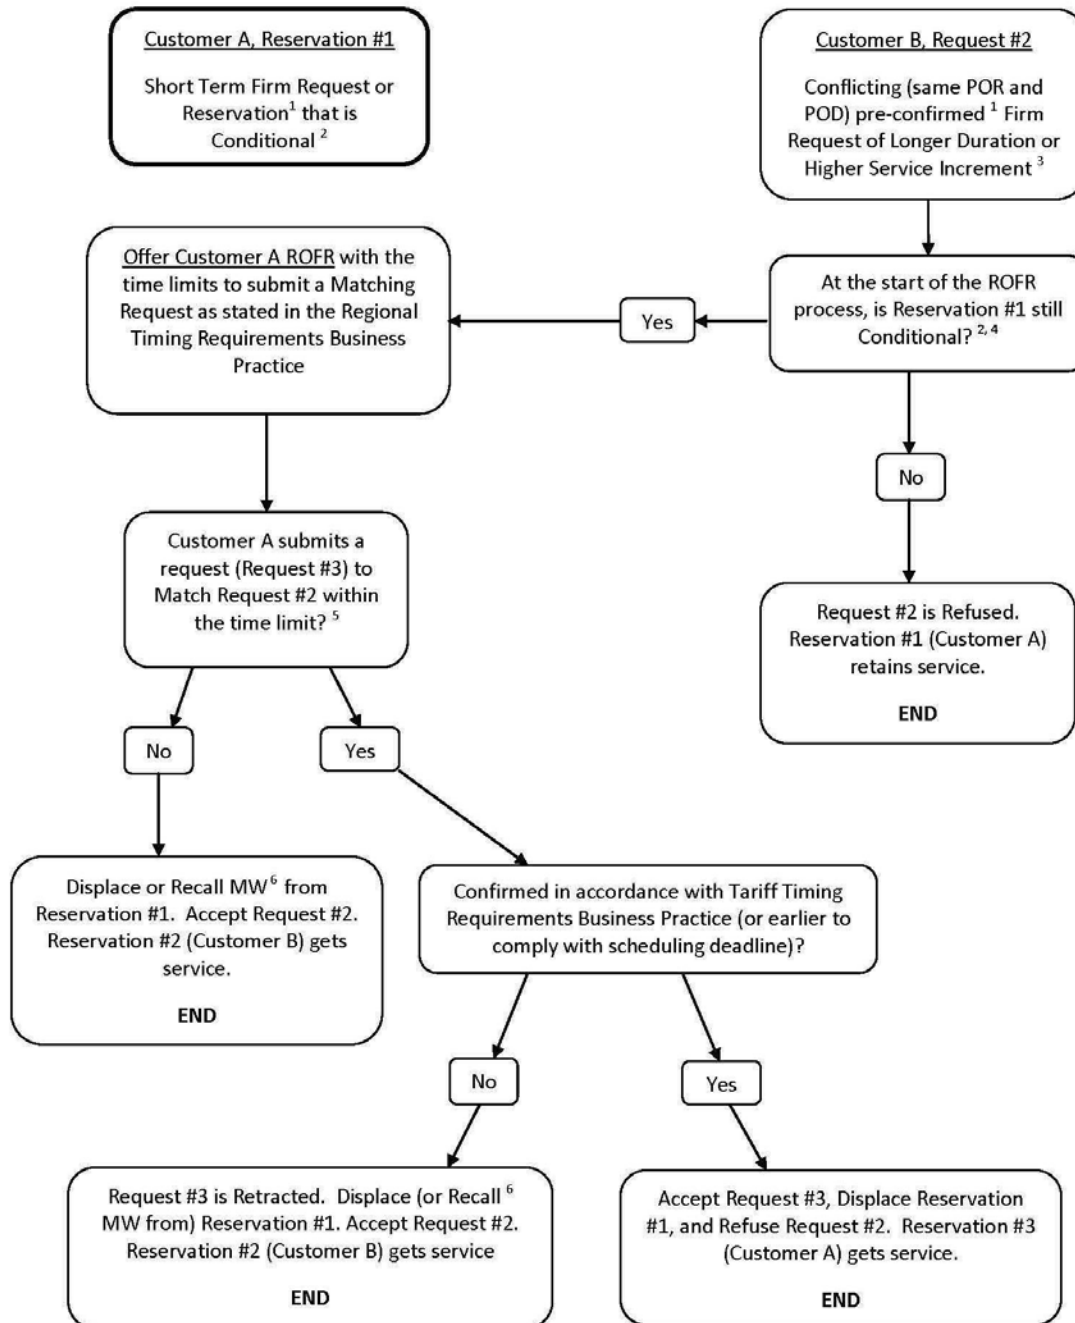 Customer A, Reservation #1
Short Term Firm Request or
Reservation¹ that is
Conditional ²
Customer B, Request #2
Conflicting (same POR and
POD) pre-confirmed ¹ Firm
Request of Longer Duration or
Higher Service Increment ³
Offer Customer A ROFR with the
time limits to submit a Matching
Request as stated in the Regional
Timing Requirements Business
Practice
Yes
At the start of the ROFR
process, is Reservation #1 still
Conditional? ²,⁴
No
Customer A submits a
request (Request #3) to
Match Request #2 within
the time limit? ⁵
Request #2 is Refused.
Reservation #1 (Customer A)
retains service.
END
No
Yes
Displace or Recall MW⁶ from
Reservation #1. Accept Request #2.
Reservation #2 (Customer B) gets
service.
END
Confirmed in accordance with Tariff Timing
Requirements Business Practice (or earlier to
comply with scheduling deadline)?
No
Yes
Request #3 is Retracted. Displace (or Recall ⁶
MW from) Reservation #1. Accept Request #2.
Reservation #2 (Customer B) gets service
END
Accept Request #3, Displace Reservation
#1, and Refuse Request #2. Reservation #3
(Customer A) gets service.
END